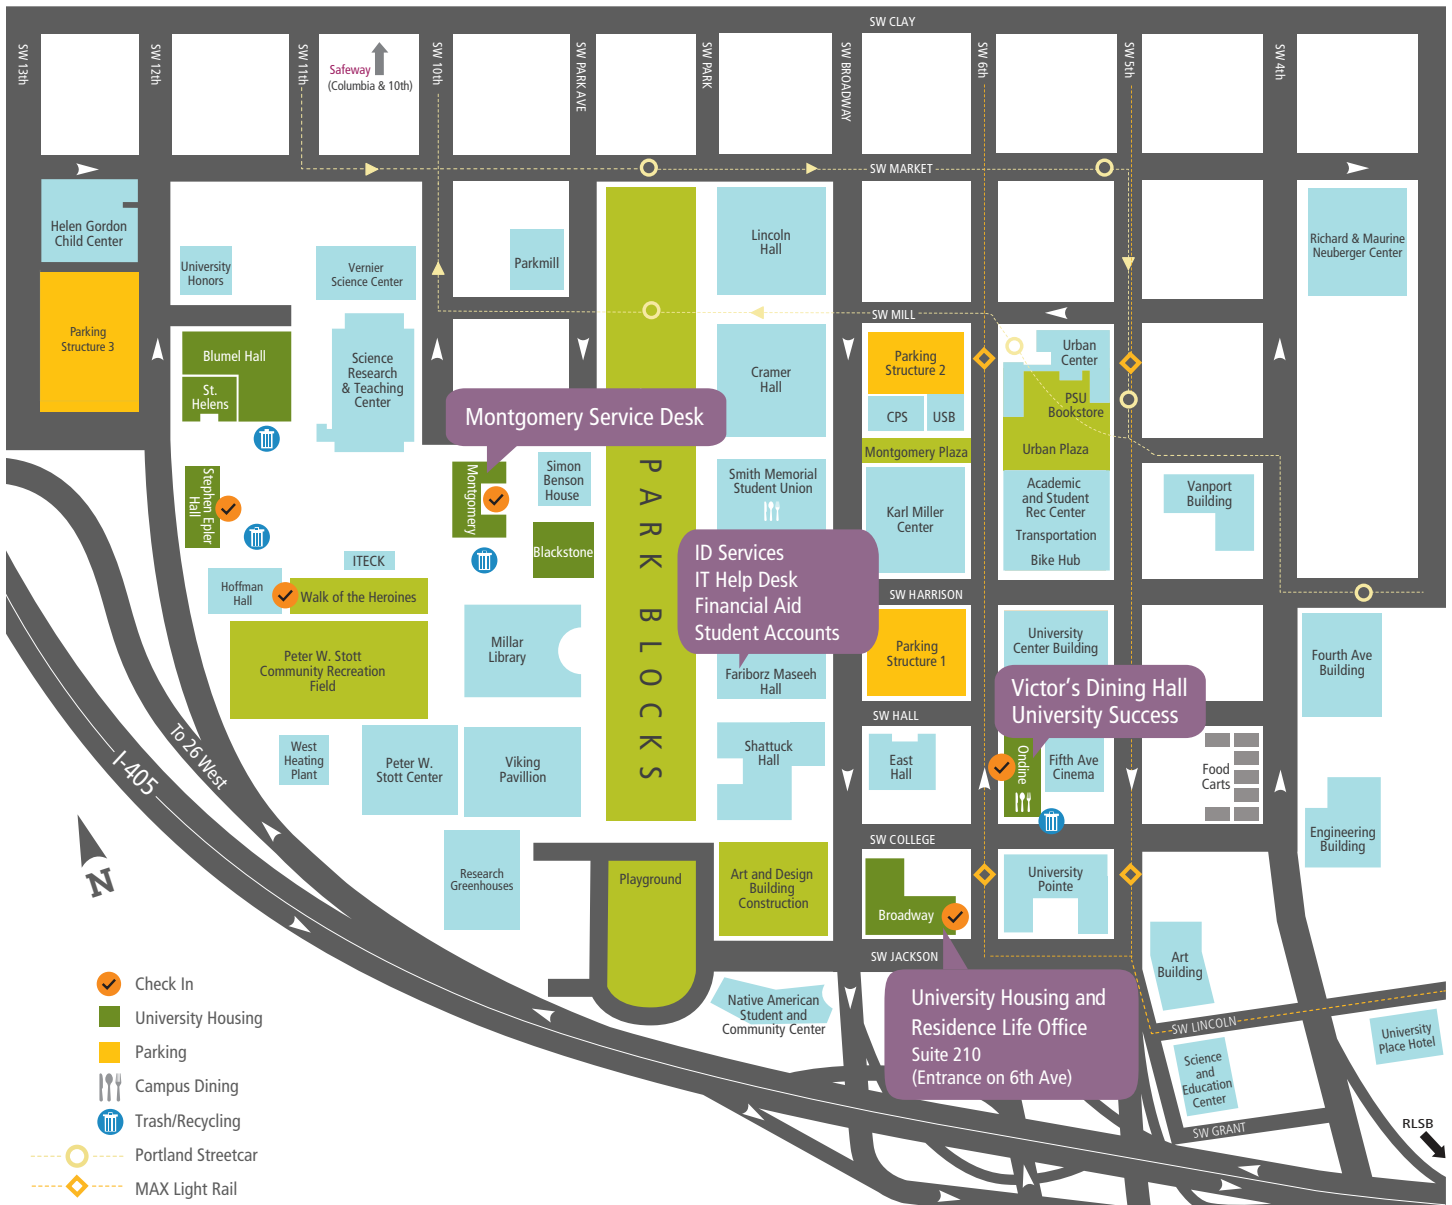 SW CLAY
SW 13th
SW 12th
SW 11th
SW 10th
SW PARK AVE
SW PARK
SW BROADWAY
SW 6th
SW 5th
SW 4th
Safeway
(Columbia & 10th)
SW MARKET
Helen Gordon
Child Center
University
Honors
Vernier
Science Center
Parkmill
Lincoln
Hall
Richard & Maurine
Neuberger Center
SW MILL
Parking
Structure 3
Blumel Hall
St.
Helens
Science
Research
& Teaching
Center
Cramer
Hall
Parking
Structure 2
CPS
USB
Urban
Center
PSU
Bookstore
Montgomery Service Desk
Montgomery Plaza
Urban Plaza
Stephen Epler
Hall
Montgomery
Simon
Benson
House
PARK BLOCKS
Smith Memorial
Student Union
Karl Miller
Center
Academic
and Student
Rec Center
Transportation
Bike Hub
Vanport
Building
Blackstone
ITECK
ID Services
IT Help Desk
Financial Aid
Student Accounts
Hoffman
Hall
Walk of the Heroines
SW HARRISON
Peter W. Stott
Community Recreation
Field
Millar
Library
Fariborz Maseeh
Hall
Parking
Structure 1
University
Center Building
Fourth Ave
Building
Victor's Dining Hall
University Success
SW HALL
To 26 West
I-405
West
Heating
Plant
Peter W.
Stott Center
Viking
Pavillion
Shattuck
Hall
East
Hall
Ondine
Fifth Ave
Cinema
Food
Carts
Engineering
Building
SW COLLEGE
N
Research
Greenhouses
Playground
Art and Design
Building
Construction
Broadway
University
Pointe
SW JACKSON
Art
Building
Native American
Student and
Community Center
University Housing and
Residence Life Office
Suite 210
(Entrance on 6th Ave)
SW LINCOLN
University
Place Hotel
Science
and
Education
Center
SW GRANT
RLSB
Check In
University Housing
Parking
Campus Dining
Trash/Recycling
Portland Streetcar
MAX Light Rail